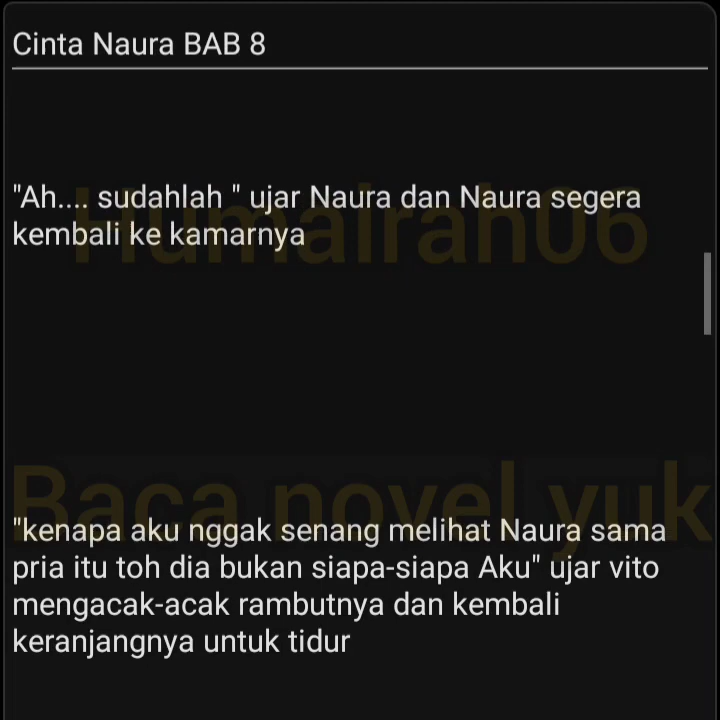 Cinta Naura BAB 8
"Ah.... sudahlah " ujar Naura dan Naura segera
kembali ke kamarnya
Humairah06
Baca novel yuk
"kenapa aku nggak senang melihat Naura sama
pria itu toh dia bukan siapa-siapa Aku" ujar vito
mengacak-acak rambutnya dan kembali
keranjangnya untuk tidur